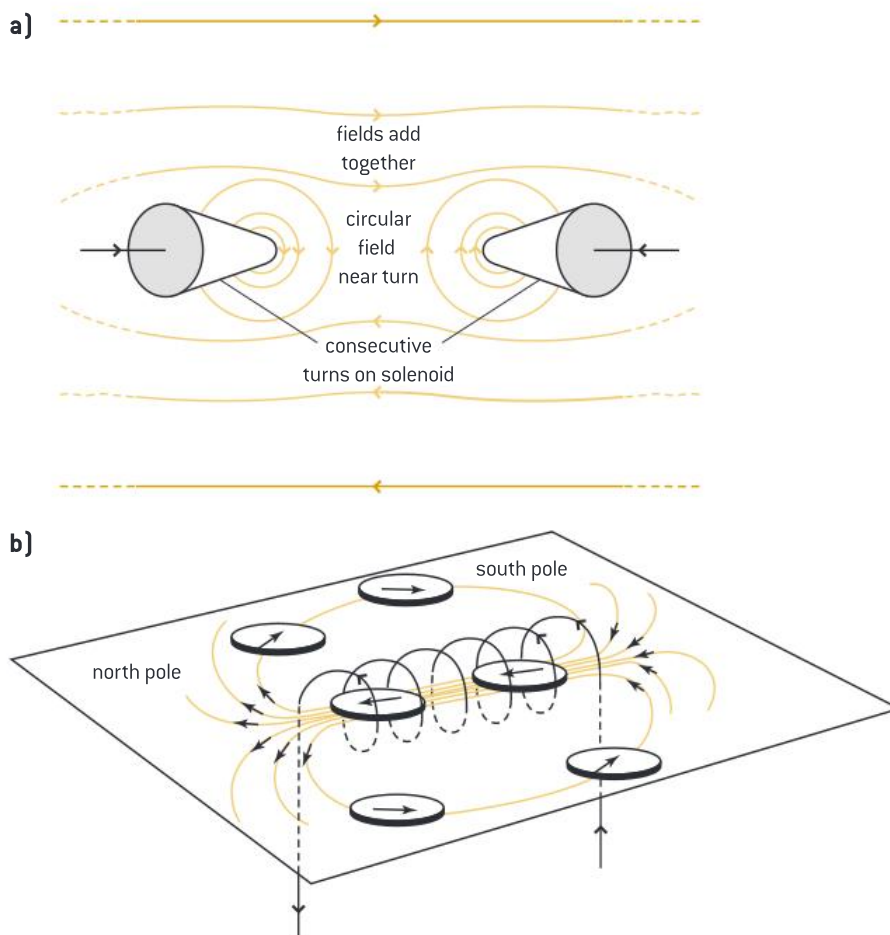 a)
fields add
together
circular
field
near turn
consecutive
turns on solenoid
b)
south pole
north pole